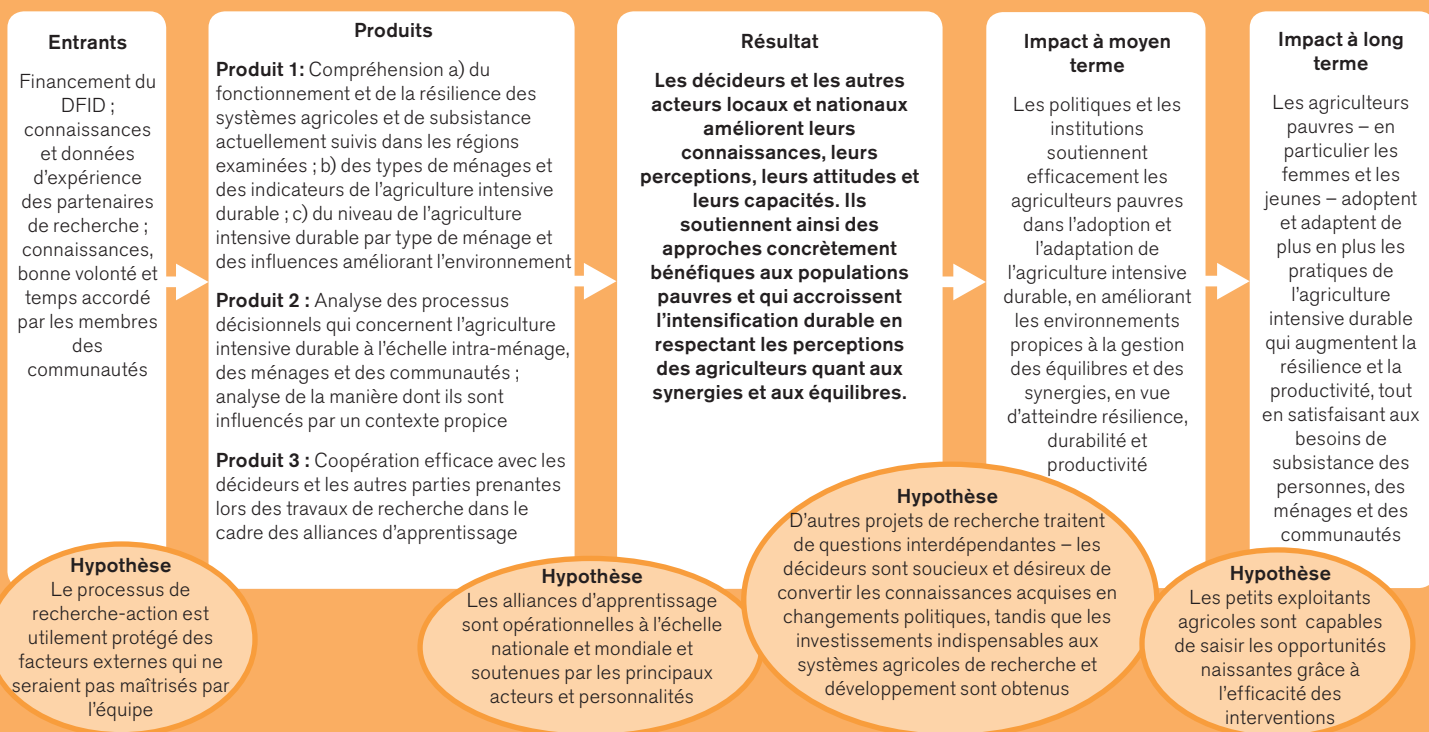 Entrants
Financement du
DFID ;
connaissances
et données
d'expérience
des partenaires
de recherche ;
connaissances,
bonne volonté et
temps accordé
par les membres
des
communautés
Produits
Produit 1: Compréhension a) du
fonctionnement et de la résilience des
systèmes agricoles et de subsistance
actuellement suivis dans les régions
examinées ; b) des types de ménages et
des indicateurs de l'agriculture intensive
durable ; c) du niveau de l'agriculture
intensive durable par type de ménage et
des influences améliorant l'environnement
Produit 2 : Analyse des processus
décisionnels qui concernent l'agriculture
intensive durable à l'échelle intra-ménage,
des ménages et des communautés ;
analyse de la manière dont ils sont
influencés par un contexte propice
Produit 3 : Coopération efficace avec les
décideurs et les autres parties prenantes
lors des travaux de recherche dans le
cadre des alliances d'apprentissage
Résultat
Les décideurs et les autres
acteurs locaux et nationaux
améliorent leurs
connaissances, leurs
perceptions, leurs attitudes et
leurs capacités. Ils
soutiennent ainsi des
approches concrètement
bénéfiques aux populations
pauvres et qui accroissent
l'intensification durable en
respectant les perceptions
des agriculteurs quant aux
synergies et aux équilibres.
Impact à moyen
terme
Les politiques et les
institutions
soutiennent
efficacement les
agriculteurs pauvres
dans l'adoption et
l'adaptation de
l'agriculture intensive
durable, en améliorant
les environnements
propices à la gestion
des équilibres et des
synergies, en vue
d'atteindre résilience,
durabilité et
productivité
Impact à long
terme
Les agriculteurs
pauvres – en
particulier les
femmes et les
jeunes – adoptent
et adaptent de
plus en plus les
pratiques de
l'agriculture
intensive durable
qui augmentent la
résilience et la
productivité, tout
en satisfaisant aux
besoins de
subsistance des
personnes, des
ménages et des
communautés
Hypothèse
Le processus de
recherche-action est
utilement protégé des
facteurs externes qui ne
seraient pas maîtrisés par
l'équipe
Hypothèse
Les alliances d'apprentissage
sont opérationnelles à l'échelle
nationale et mondiale et
soutenues par les principaux
acteurs et personnalités
Hypothèse
D'autres projets de recherche traitent
de questions interdépendantes – les
décideurs sont soucieux et désireux de
convertir les connaissances acquises en
changements politiques, tandis que les
investissements indispensables aux
systèmes agricoles de recherche et
développement sont obtenus
Hypothèse
Les petits exploitants
agricoles sont capables
de saisir les opportunités
naissantes grâce à
l'efficacité des
interventions